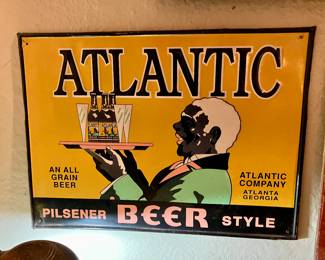 ATLANTIC
AN ALL
GRAIN
BEER
ATLANTIC
COMPANY
ATLANTA
GEORGIA
PILSENER BEER STYLE